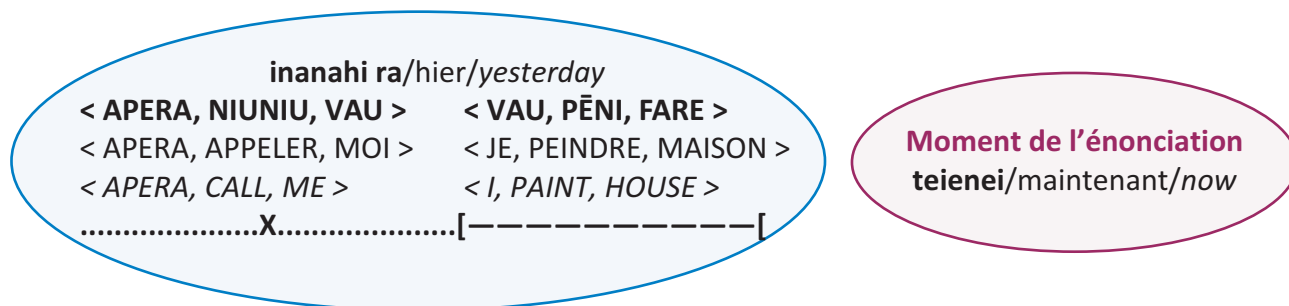 inanahi ra/hier/yesterday
< APERA, NIUNIU, VAU > < VAU, PĒNI, FARE >
< APERA, APPELER, MOI > < JE, PEINDRE, MAISON >
< APERA, CALL, ME > < I, PAINT, HOUSE >
.....................X.....................[——————————[
Moment de l’énonciation
teienei/maintenant/now